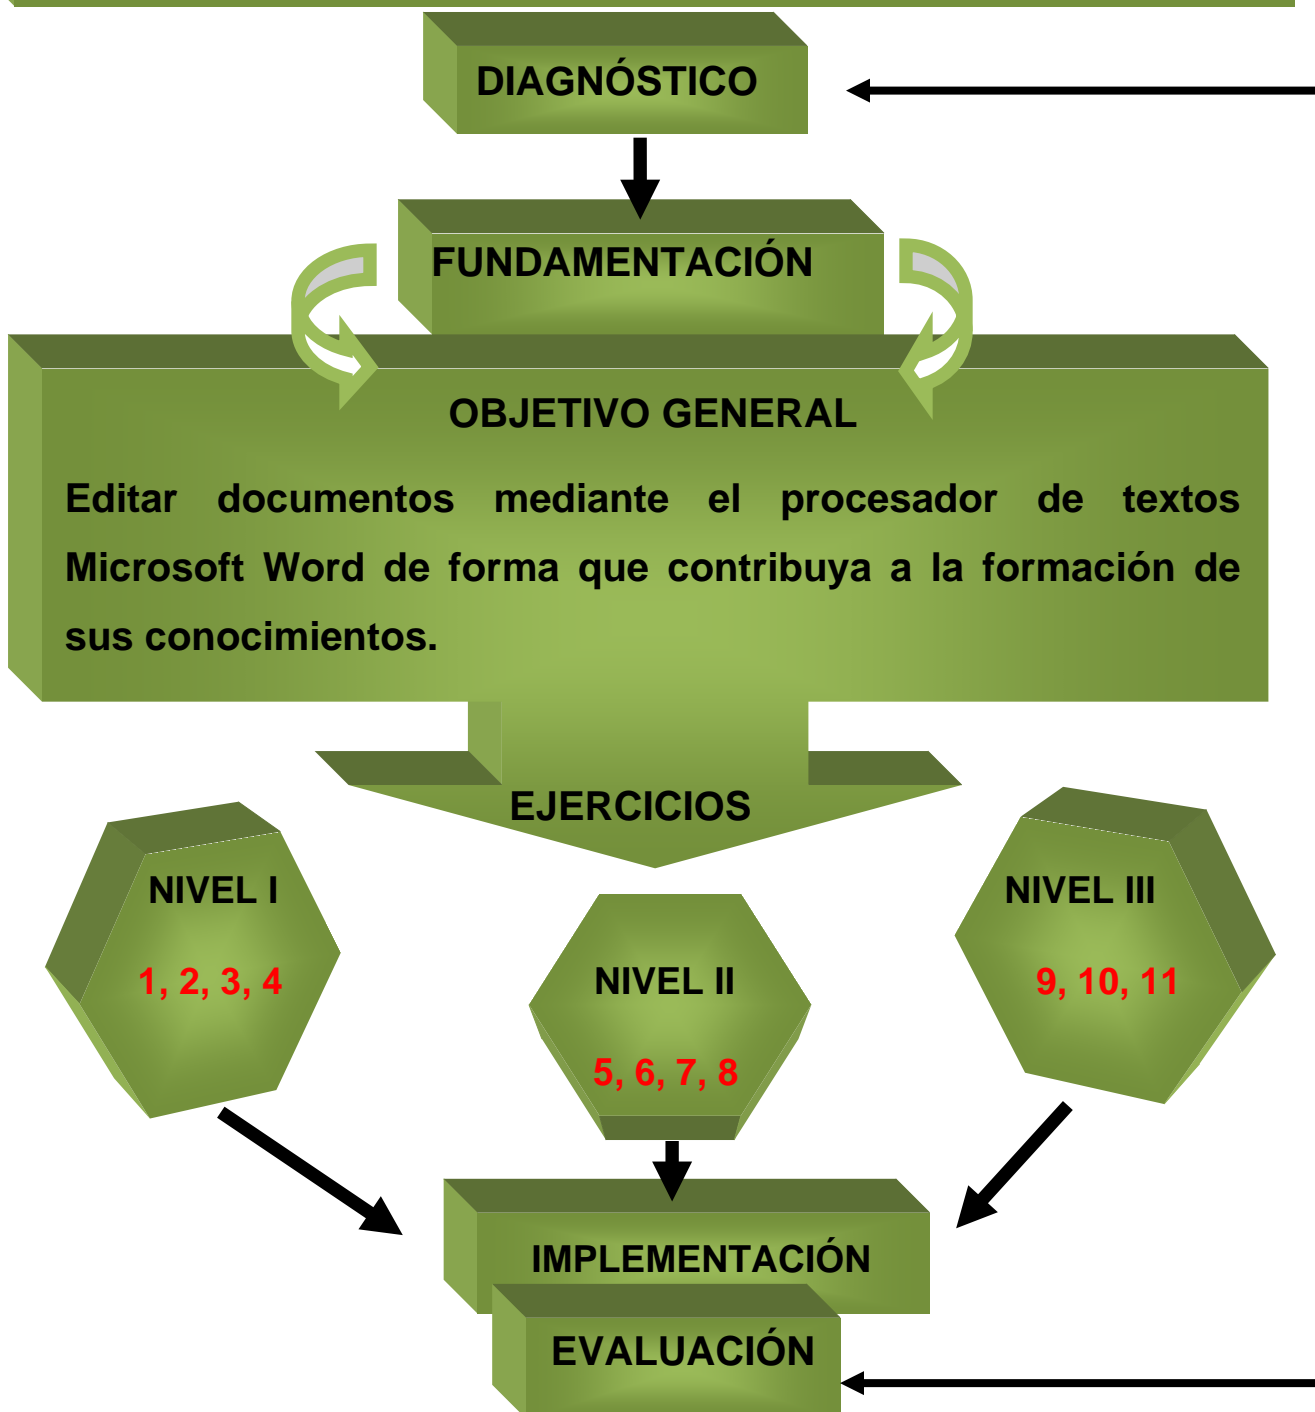 DIAGNÓSTICO
FUNDAMENTACIÓN
OBJETIVO GENERAL
Editar documentos mediante el procesador de textos
Microsoft Word de forma que contribuya a la formación de
sus conocimientos.
EJERCICIOS
NIVEL I
1, 2, 3, 4
NIVEL II
5, 6, 7, 8
NIVEL III
9, 10, 11
IMPLEMENTACIÓN
EVALUACIÓN